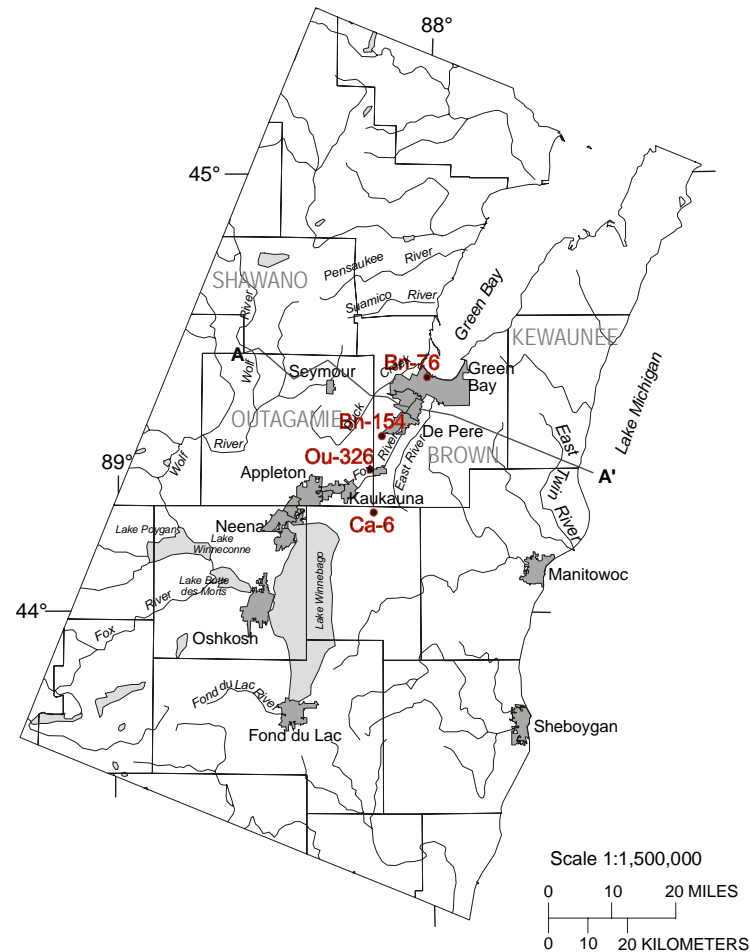 88°
45°
SHAWANO
Pensaukee River
Suamico River
River
Green Bay
KEWAUNEE
Lake Michigan
A
Wolf
Seymour
Creek
Bn-76
Green
Bay
OUTAGAMIE
Duck
Bn-154
De Pere
River
Wolf
89°
Ou-326
Fox River
East River
BROWN
East
Twin
River
A'
Appleton
Kaukauna
Ca-6
Neena
Lake Poygan
Lake
Winneconne
Lake Butte
des Morts
Lake Winnebago
Manitowoc
44°
Fox River
Oshkosh
Fond du Lac River
Fond du Lac
Sheboygan
Scale 1:1,500,000
0 10 20 MILES
0 10 20 KILOMETERS